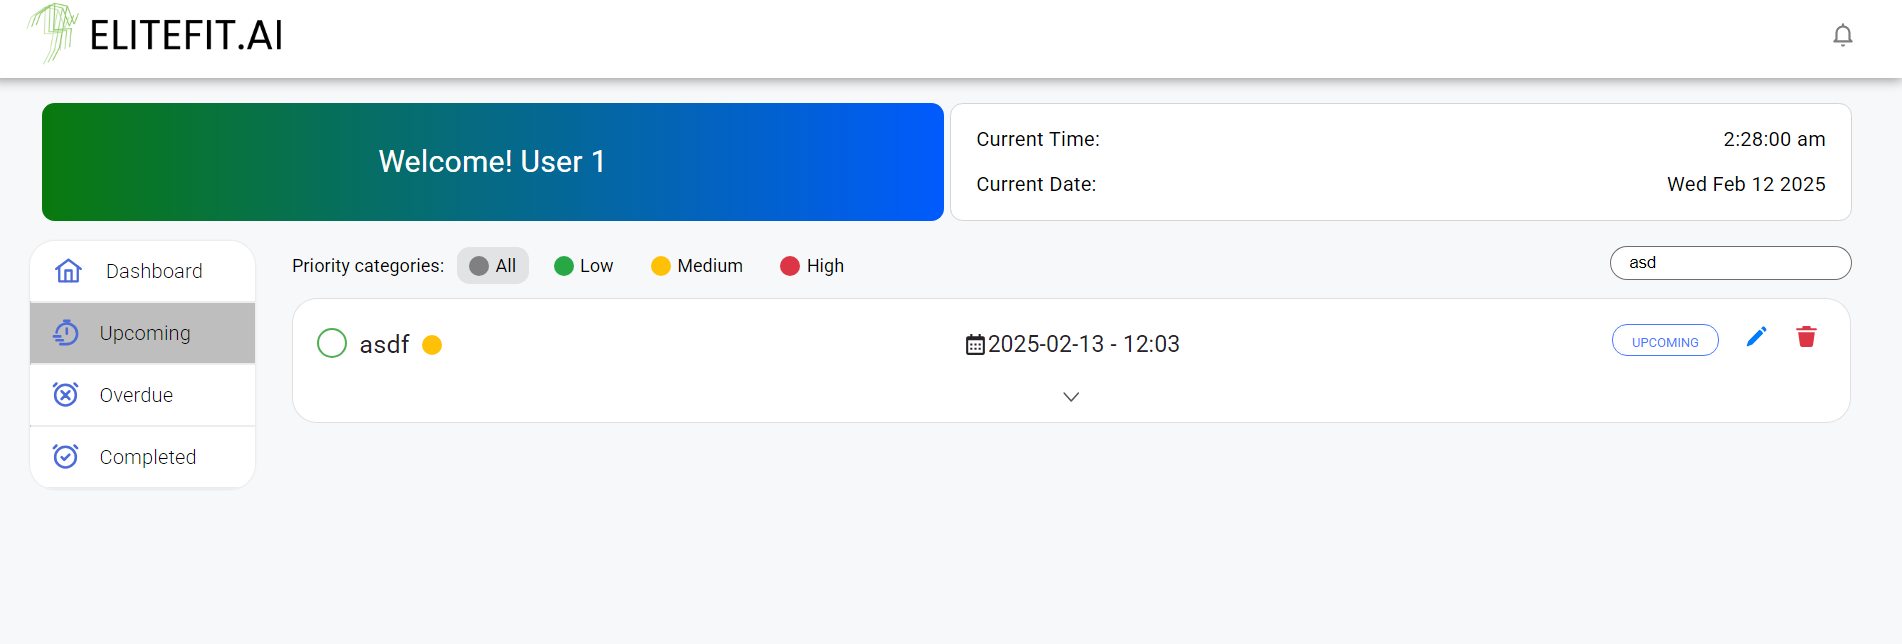 ELITEFIT.AI
Welcome! User 1
Current Time: 2:28:00 am
Current Date: Wed Feb 12 2025
Dashboard
Upcoming
Overdue
Completed
Priority categories: All Low Medium High
asd
asdf 2025-02-13 - 12:03 UPCOMING